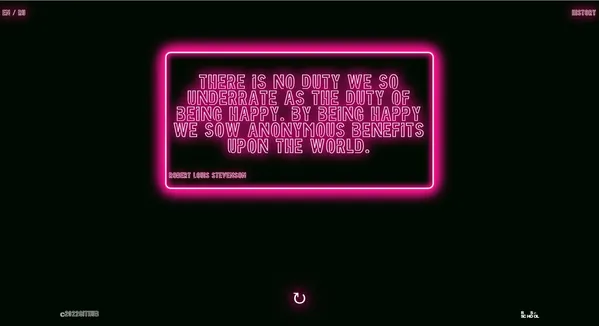 EN / RU
HISTORY
THERE IS NO DUTY WE SO
UNDERRATE AS THE DUTY OF
BEING HAPPY. BY BEING HAPPY
WE SOW ANONYMOUS BENEFITS
UPON THE WORLD.
ROBERT LOUIS STEVENSON
©2022GITHUB